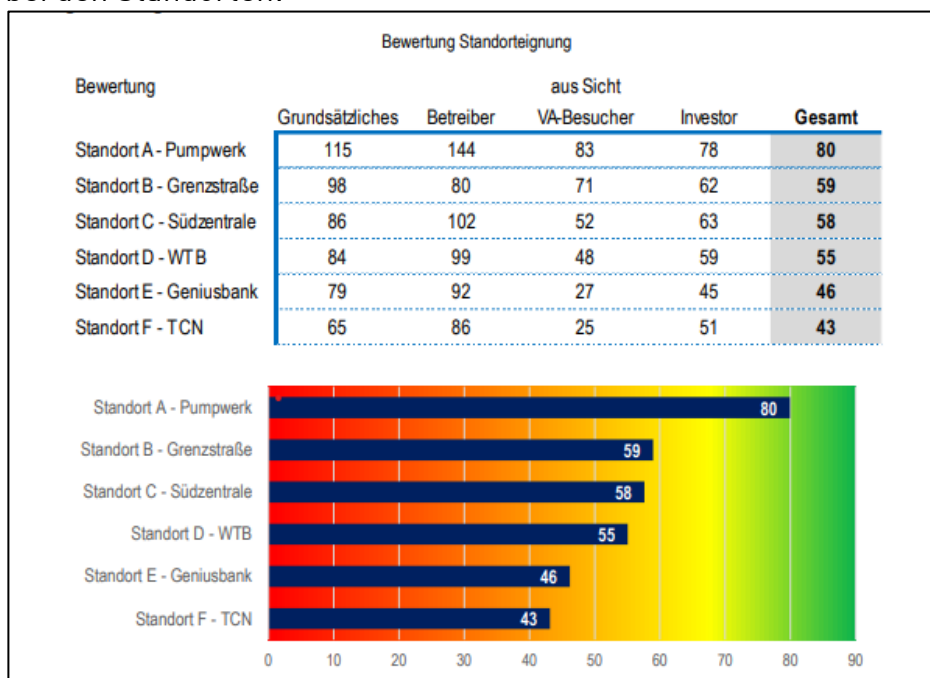 bei den Standorten:
Bewertung Standorteignung
Bewertung aus Sicht
Grundsätzliches Betreiber VA-Besucher Investor Gesamt
Standort A - Pumpwerk 115 144 83 78 80
Standort B - Grenzstraße 98 80 71 62 59
Standort C - Südzentrale 86 102 52 63 58
Standort D - WTB 84 99 48 59 55
Standort E - Geniusbank 79 92 27 45 46
Standort F - TCN 65 86 25 51 43
Standort A - Pumpwerk 80
Standort B - Grenzstraße 59
Standort C - Südzentrale 58
Standort D - WTB 55
Standort E - Geniusbank 46
Standort F - TCN 43
0 10 20 30 40 50 60 70 80 90